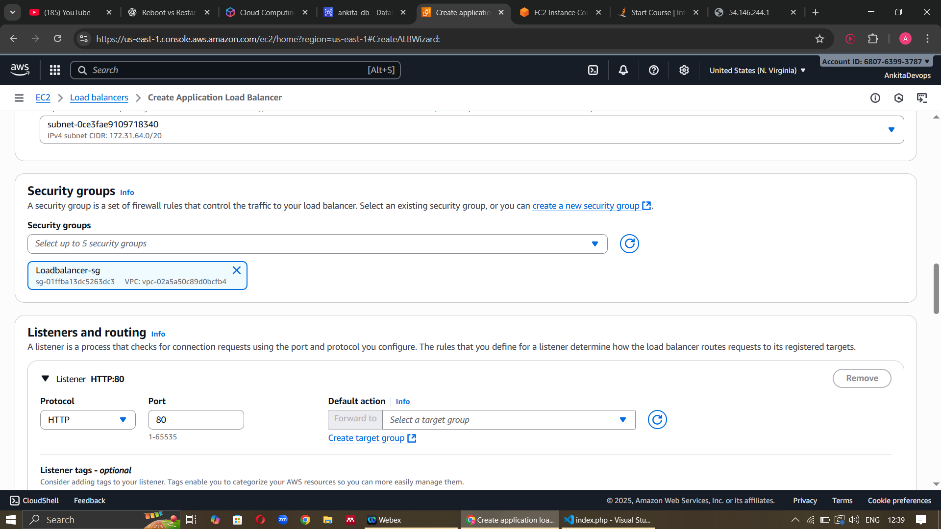 (185) YouTube
Reboot vs Resta
Cloud Computin
ankita_db - Data
Create applicatio
EC2 Instance Co
Start Course | In
54.146.244.1
https://us-east-1.console.aws.amazon.com/ec2/home?region=us-east-1#CreateALBWizard:
A
aws
Search [Alt+S]
United States (N. Virginia)
Account ID: 6807-6399-3787
AnkitaDevops
EC2 > Load balancers > Create Application Load Balancer
subnet-0ce3fae9109718340
IPv4 subnet CIDR: 172.31.64.0/20
Security groups Info
A security group is a set of firewall rules that control the traffic to your load balancer. Select an existing security group, or you can create a new security group.
Security groups
Select up to 5 security groups
Loadbalancer-sg
sg-01ffba13dc5263dc3 VPC: vpc-02a5a50c89d0bcfb4
Listeners and routing Info
A listener is a process that checks for connection requests using the port and protocol you configure. The rules that you define for a listener determine how the load balancer routes requests to its registered targets.
Listener HTTP:80
Remove
Protocol
Port
Default action Info
HTTP
80
Forward to
Select a target group
1-65535
Create target group
Listener tags - optional
Consider adding tags to your listener. Tags enable you to categorize your AWS resources so you can more easily manage them.
CloudShell
Feedback
© 2025, Amazon Web Services, Inc. or its affiliates.
Privacy
Terms
Cookie preferences
Search
Webex
Create application loa...
index.php - Visual Stu...
ENG
12:39